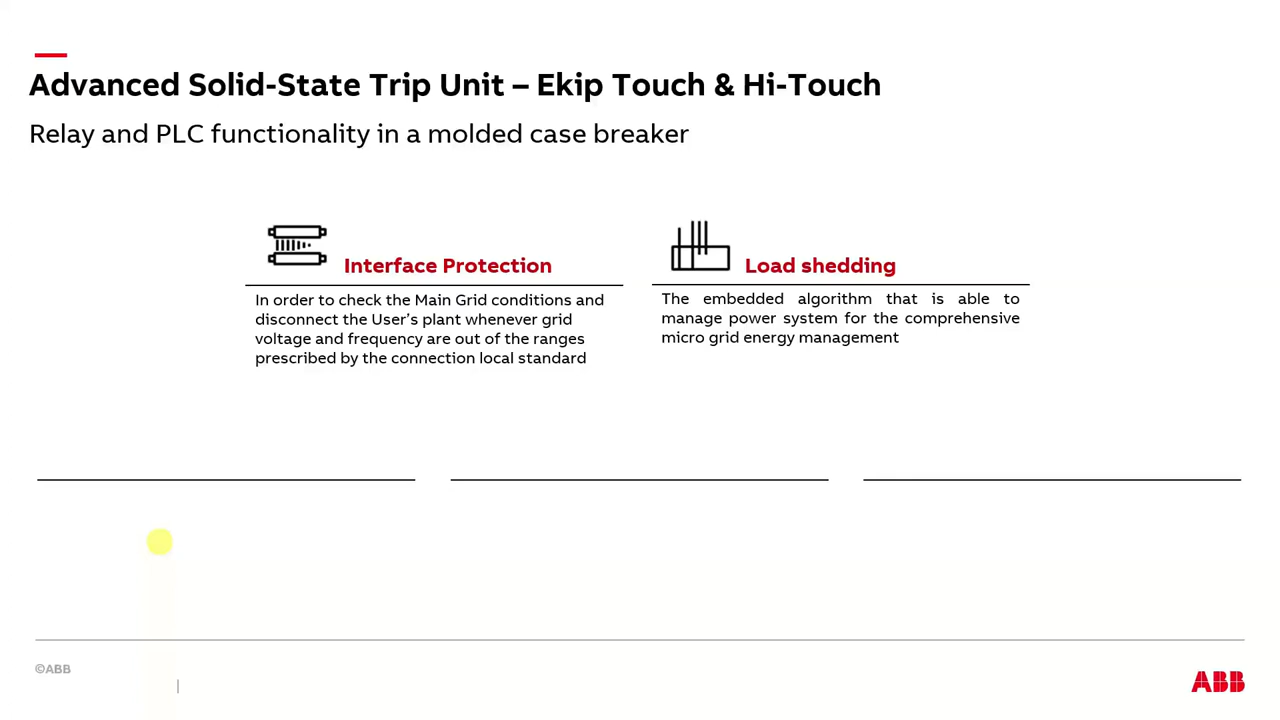 Advanced Solid-State Trip Unit – Ekip Touch & Hi-Touch
Relay and PLC functionality in a molded case breaker
Interface Protection
In order to check the Main Grid conditions and
disconnect the User's plant whenever grid
voltage and frequency are out of the ranges
prescribed by the connection local standard
Load shedding
The embedded algorithm that is able to
manage power system for the comprehensive
micro grid energy management
©ABB
ABB